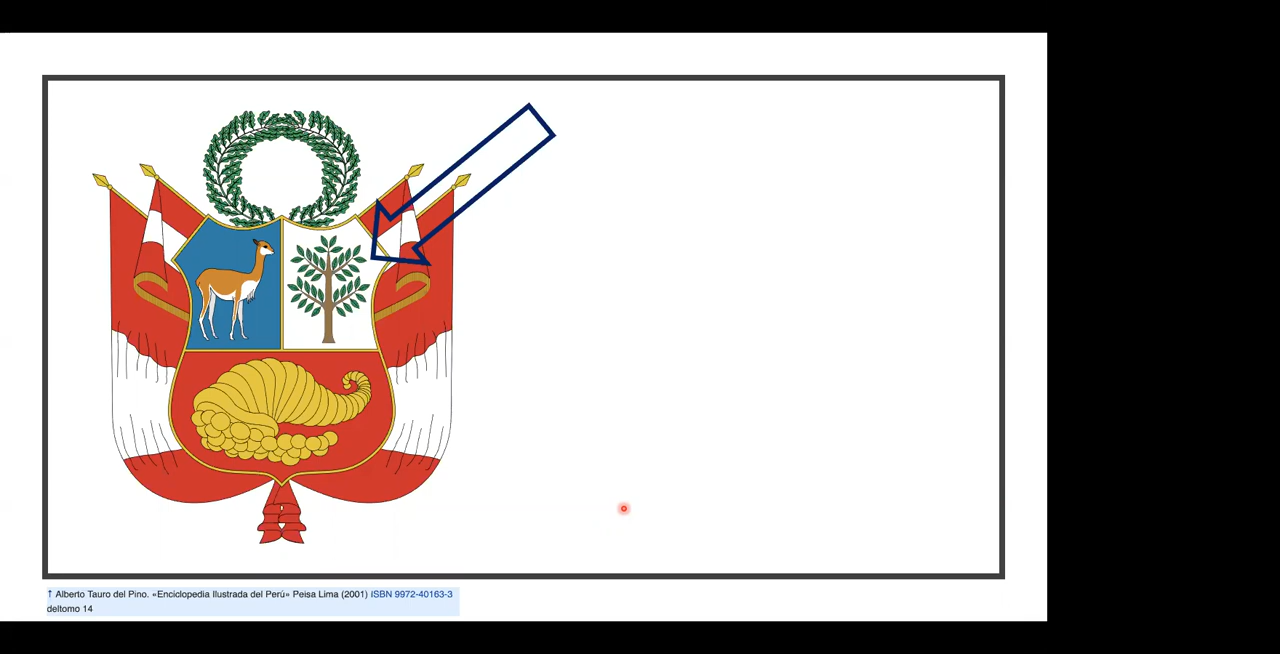 ↑ Alberto Tauro del Pino. «Enciclopedia Ilustrada del Perú» Peisa Lima (2001) ISBN 9972-40163-3
deltomo 14